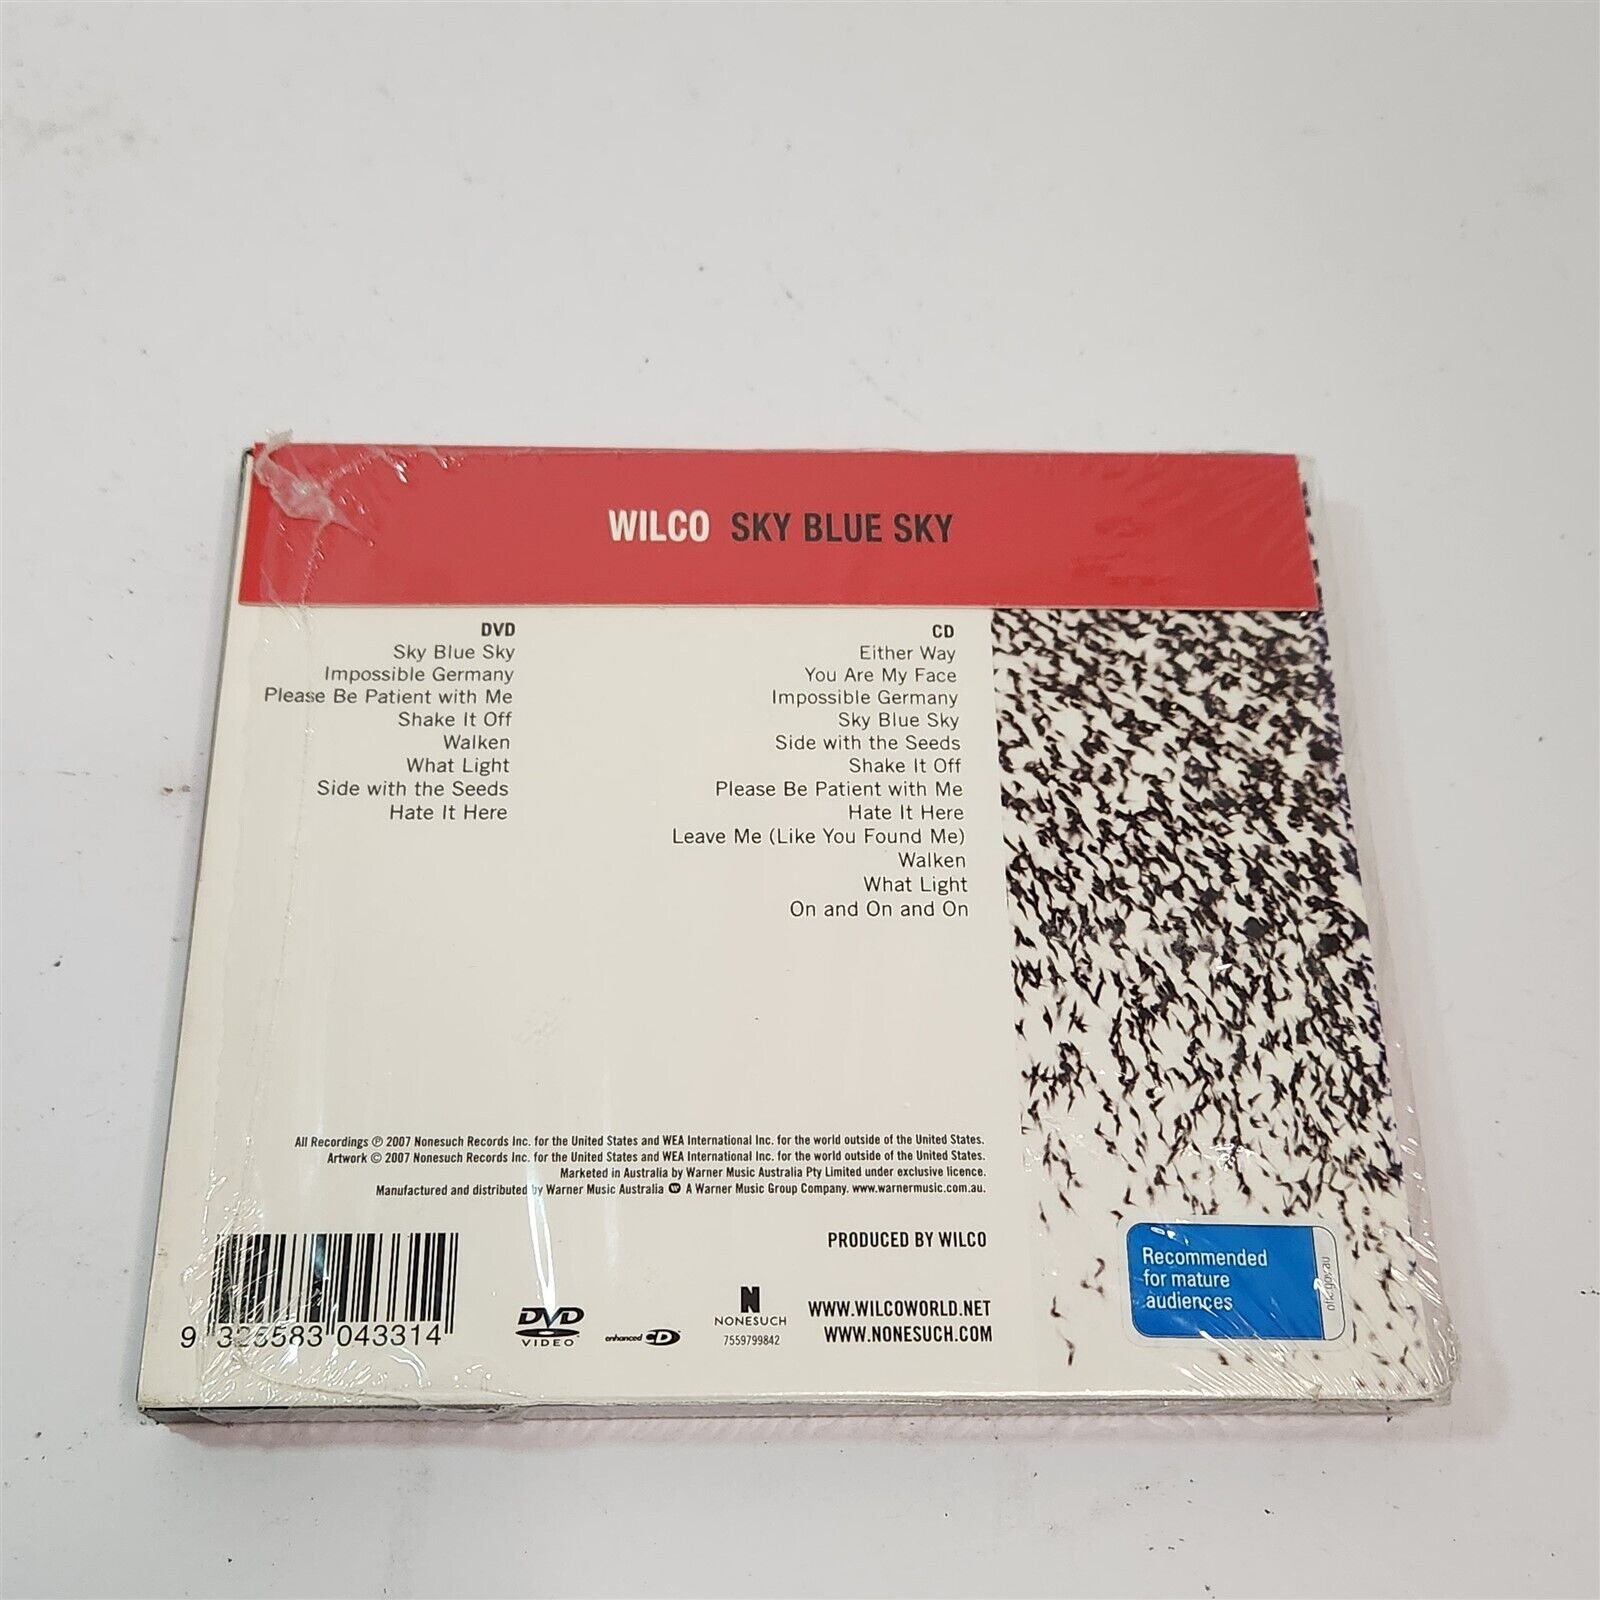 WILCO SKY BLUE SKY
DVD
Sky Blue Sky
Impossible Germany
Please Be Patient with Me
Shake It Off
Walken
What Light
Side with the Seeds
Hate It Here
CD
Either Way
You Are My Face
Impossible Germany
Sky Blue Sky
Side with the Seeds
Shake It Off
Please Be Patient with Me
Hate It Here
Leave Me (Like You Found Me)
Walken
What Light
On and On and On
All Recordings ℗ 2007 Nonesuch Records Inc. for the United States and WEA International Inc. for the world outside of the United States.
Artwork © 2007 Nonesuch Records Inc. for the United States and WEA International Inc. for the world outside of the United States.
Marketed in Australia by Warner Music Australia Pty Limited under exclusive licence.
Manufactured and distributed by Warner Music Australia A Warner Music Group Company. www.warnermusic.com.au.
PRODUCED BY WILCO
9 325583 043314
DVD
VIDEO
enhanced CD
N
NONESUCH
7559799842
WWW.WILCOWORLD.NET
WWW.NONESUCH.COM
Recommended
for mature
audiences
oflc.gov.au